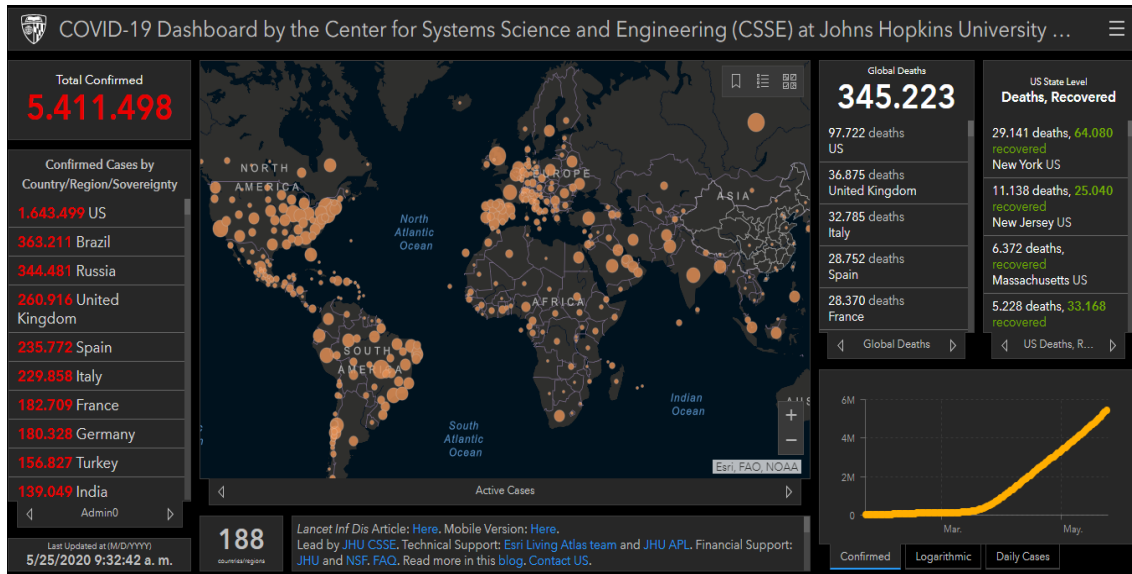 COVID-19 Dashboard by the Center for Systems Science and Engineering (CSSE) at Johns Hopkins University ...
Total Confirmed
5.411.498
Confirmed Cases by
Country/Region/Sovereignty
1.643.499 US
363.211 Brazil
344.481 Russia
260.916 United
Kingdom
235.772 Spain
229.858 Italy
182.709 France
180.328 Germany
156.827 Turkey
139.049 India
Admin0
Last Updated at (M/D/YYYY)
5/25/2020 9:32:42 a. m.
NORTH
AMERICA
North
Atlantic
Ocean
EUROPE
ASIA
AFRICA
SOUTH
AMERICA
South
Atlantic
Ocean
Indian
Ocean
AUS
+
−
Esri, FAO, NOAA
Active Cases
188
countries/regions
Lancet Inf Dis Article: Here. Mobile Version: Here.
Lead by JHU CSSE. Technical Support: Esri Living Atlas team and JHU APL. Financial Support:
JHU and NSF. FAQ. Read more in this blog. Contact US.
Global Deaths
345.223
97.722 deaths
US
36.875 deaths
United Kingdom
32.785 deaths
Italy
28.752 deaths
Spain
28.370 deaths
France
Global Deaths
US State Level
Deaths, Recovered
29.141 deaths, 64.080
recovered
New York US
11.138 deaths, 25.040
recovered
New Jersey US
6.372 deaths,
recovered
Massachusetts US
5.228 deaths, 33.168
recovered
US Deaths, R...
6M
4M
2M
0
Mar.
May.
Confirmed
Logarithmic
Daily Cases